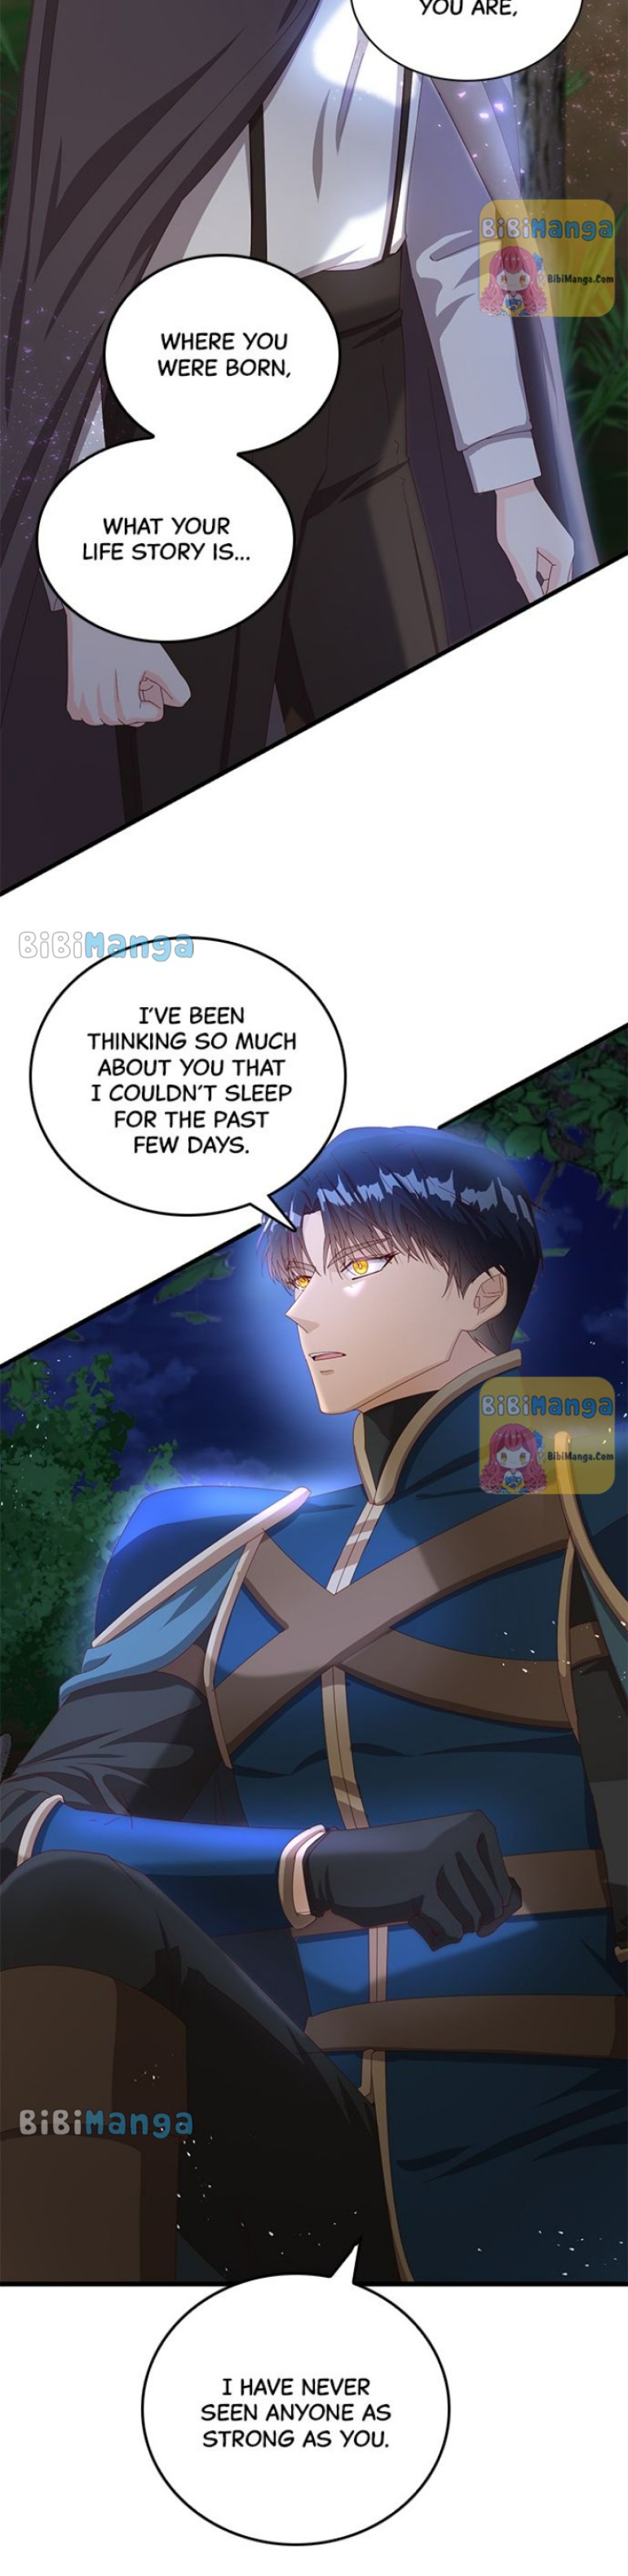 YOU ARE,
BiBiManga
BibiManga.Com
WHERE YOU
WERE BORN,
WHAT YOUR
LIFE STORY IS...
BiBiManga
I'VE BEEN
THINKING SO MUCH
ABOUT YOU THAT
I COULDN'T SLEEP
FOR THE PAST
FEW DAYS.
BiBiManga
BibiManga.Com
BiBiManga
I HAVE NEVER
SEEN ANYONE AS
STRONG AS YOU.